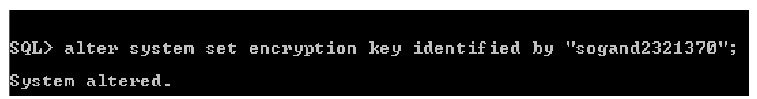 SQL> alter system set encryption key identified by "sogand2321370";
System altered.